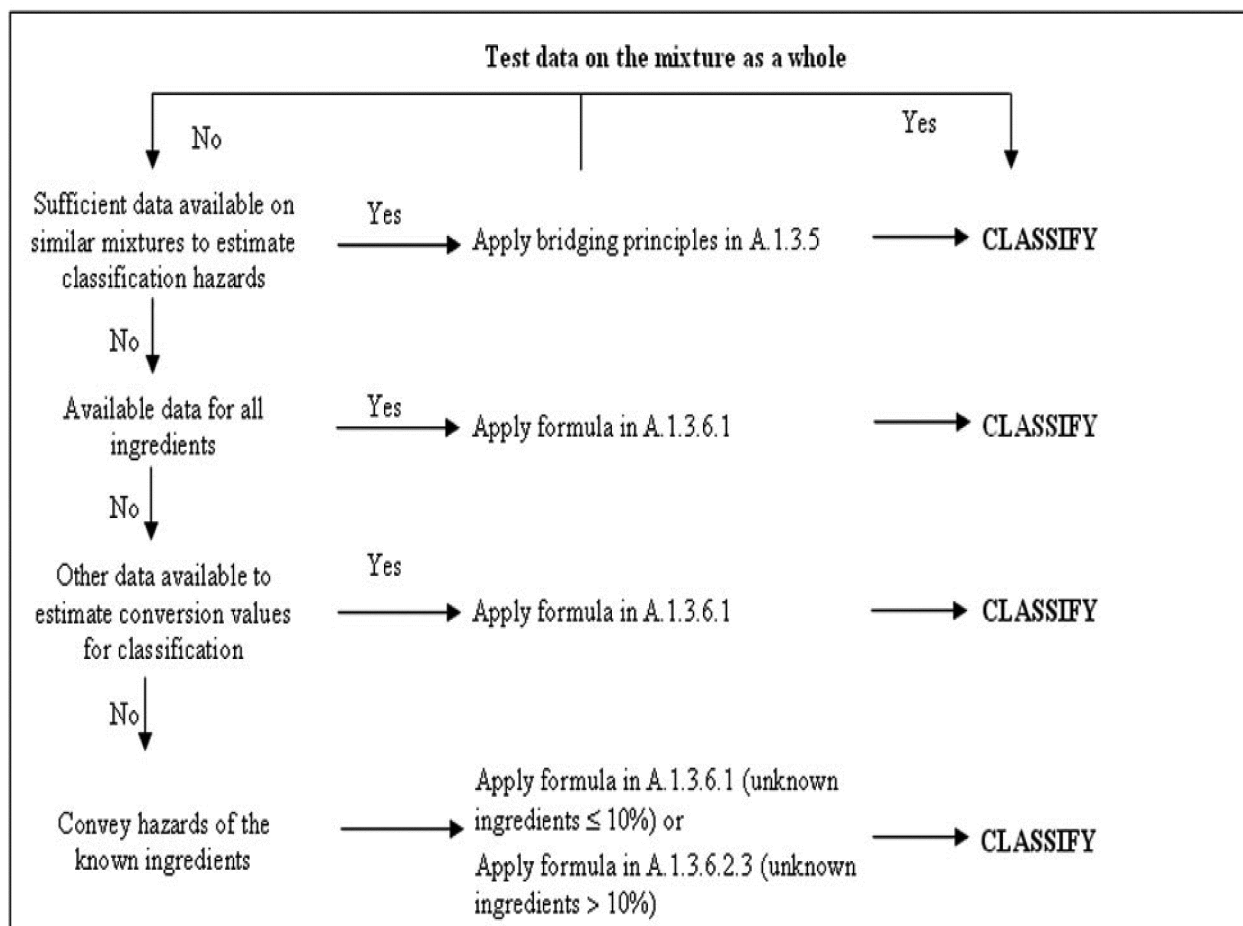 Test data on the mixture as a whole
No
Yes
Sufficient data available on
similar mixtures to estimate
classification hazards
Yes
Apply bridging principles in A.1.3.5
CLASSIFY
No
Available data for all
ingredients
Yes
Apply formula in A.1.3.6.1
CLASSIFY
No
Other data available to
estimate conversion values
for classification
Yes
Apply formula in A.1.3.6.1
CLASSIFY
No
Convey hazards of the
known ingredients
Apply formula in A.1.3.6.1 (unknown
ingredients ≤ 10%) or
Apply formula in A.1.3.6.2.3 (unknown
ingredients > 10%)
CLASSIFY